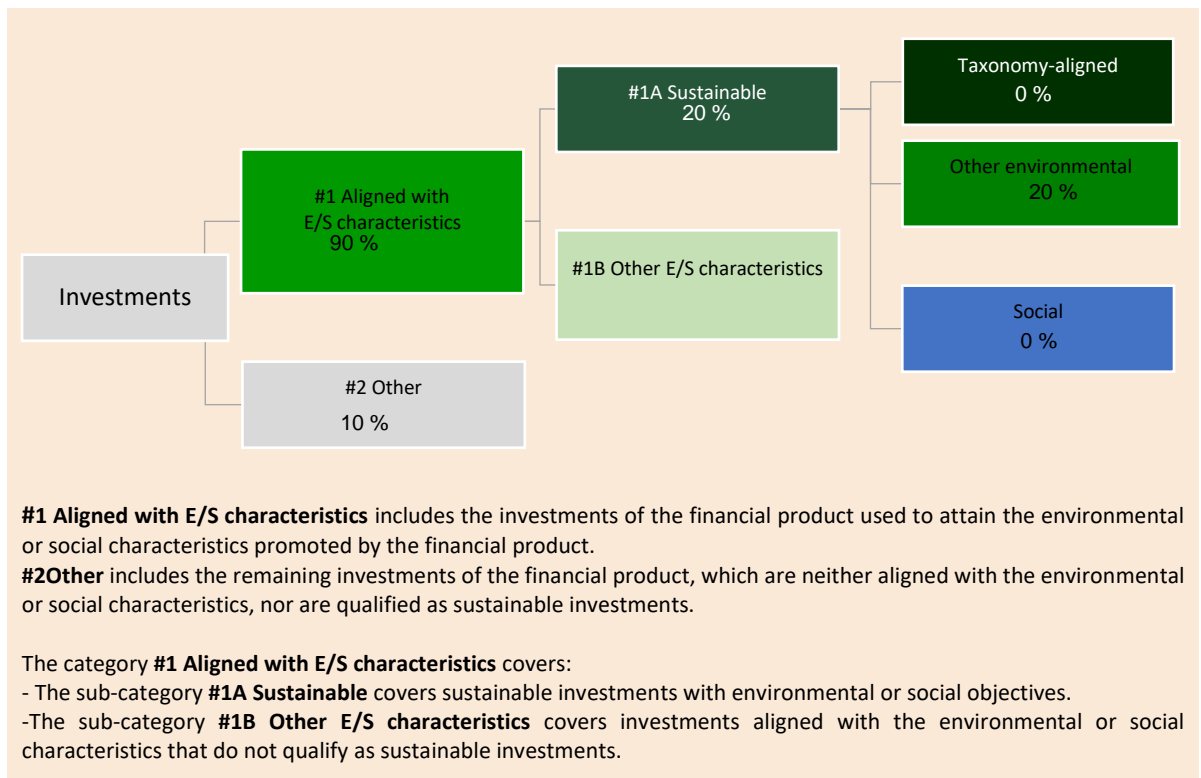 Taxonomy-aligned
0 %
#1A Sustainable
20 %
Other environmental
20 %
#1 Aligned with
E/S characteristics
90 %
#1B Other E/S characteristics
Investments
Social
0 %
#2 Other
10 %
#1 Aligned with E/S characteristics includes the investments of the financial product used to attain the environmental
or social characteristics promoted by the financial product.
#2Other includes the remaining investments of the financial product, which are neither aligned with the environmental
or social characteristics, nor are qualified as sustainable investments.
The category #1 Aligned with E/S characteristics covers:
- The sub-category #1A Sustainable covers sustainable investments with environmental or social objectives.
-The sub-category #1B Other E/S characteristics covers investments aligned with the environmental or social
characteristics that do not qualify as sustainable investments.